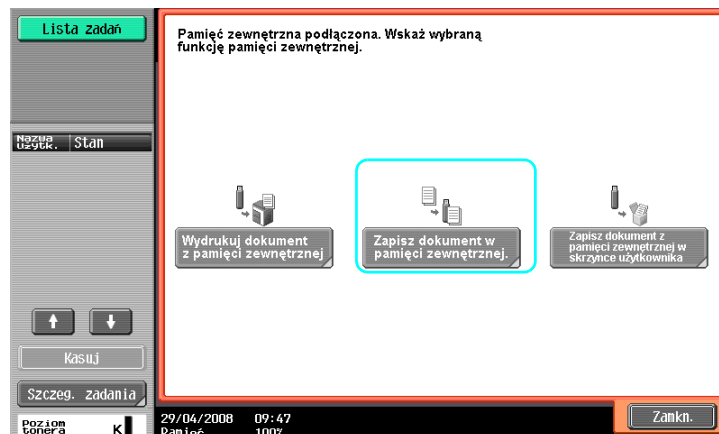 Lista zadań
Nazwa
użytk.
Stan
Kasuj
Szczeg. zadania
Poziom
tonera
K
Pamięć zewnętrzna podłączona. Wskaż wybraną
funkcję pamięci zewnętrznej.
Wydrukuj dokument
z pamięci zewnętrznej
Zapisz dokument w
pamięci zewnętrznej.
Zapisz dokument z
pamięci zewnętrznej w
skrzynce użytkownika
29/04/2008 09:47
Pamięć 100%
Zamkn.